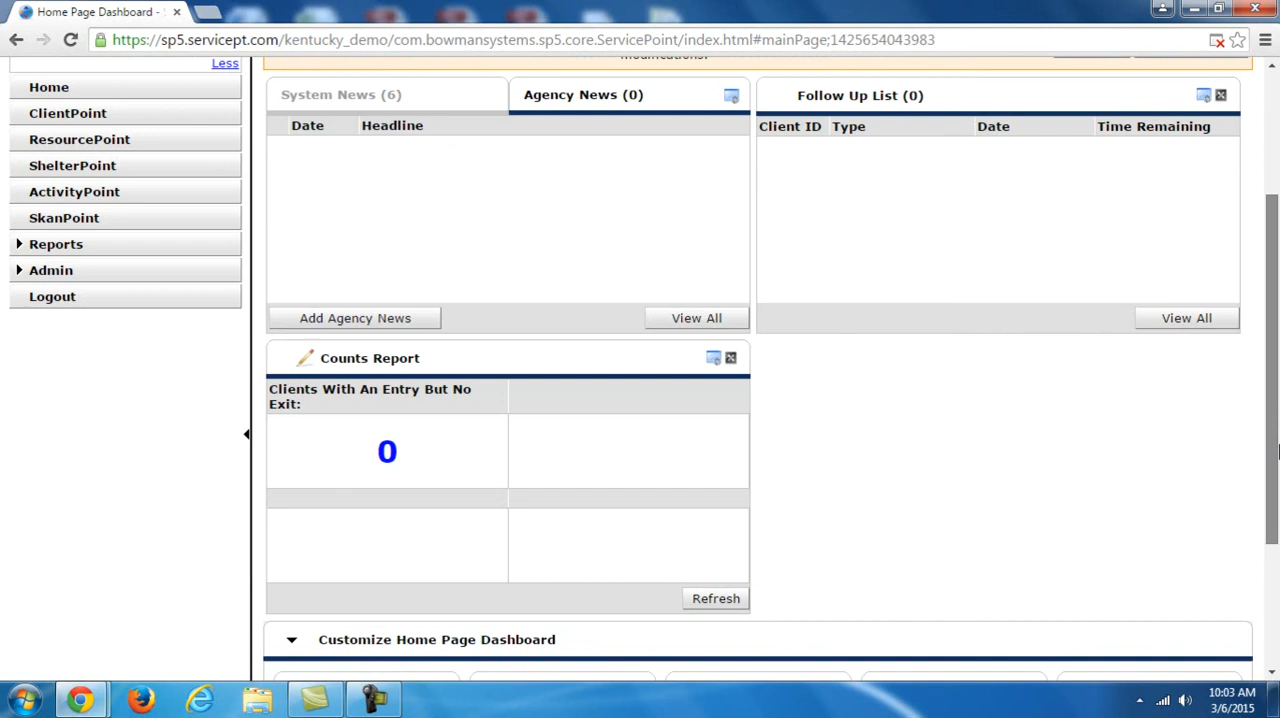 Home Page Dashboard - S
https://sp5.servicept.com/kentucky_demo/com.bowmansystems.sp5.core.ServicePoint/index.html#mainPage;1425654043983
modifications.
Less
Home
ClientPoint
ResourcePoint
ShelterPoint
ActivityPoint
SkanPoint
Reports
Admin
Logout
System News (6)
Agency News (0)
Date
Headline
Add Agency News
View All
Follow Up List (0)
Client ID
Type
Date
Time Remaining
View All
Counts Report
Clients With An Entry But No
Exit:
0
Refresh
Customize Home Page Dashboard
10:03 AM
3/6/2015